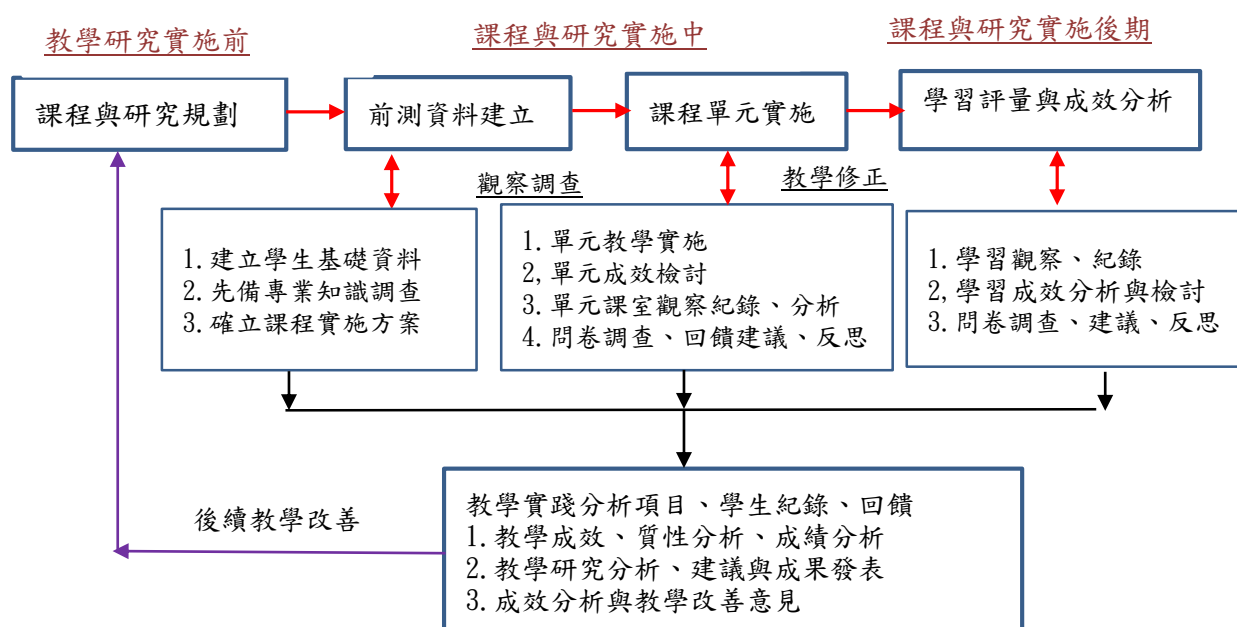 教學研究實施前
課程與研究實施中
課程與研究實施後期
課程與研究規劃
前測資料建立
課程單元實施
學習評量與成效分析
觀察調查
教學修正
1.建立學生基礎資料
2.先備專業知識調查
3.確立課程實施方案
1.單元教學實施
2,單元成效檢討
3.單元課室觀察紀錄、分析
4.問卷調查、回饋建議、反思
1.學習觀察、紀錄
2,學習成效分析與檢討
3.問卷調查、建議、反思
後續教學改善
教學實踐分析項目、學生紀錄、回饋
1.教學成效、質性分析、成績分析
2.教學研究分析、建議與成果發表
3.成效分析與教學改善意見